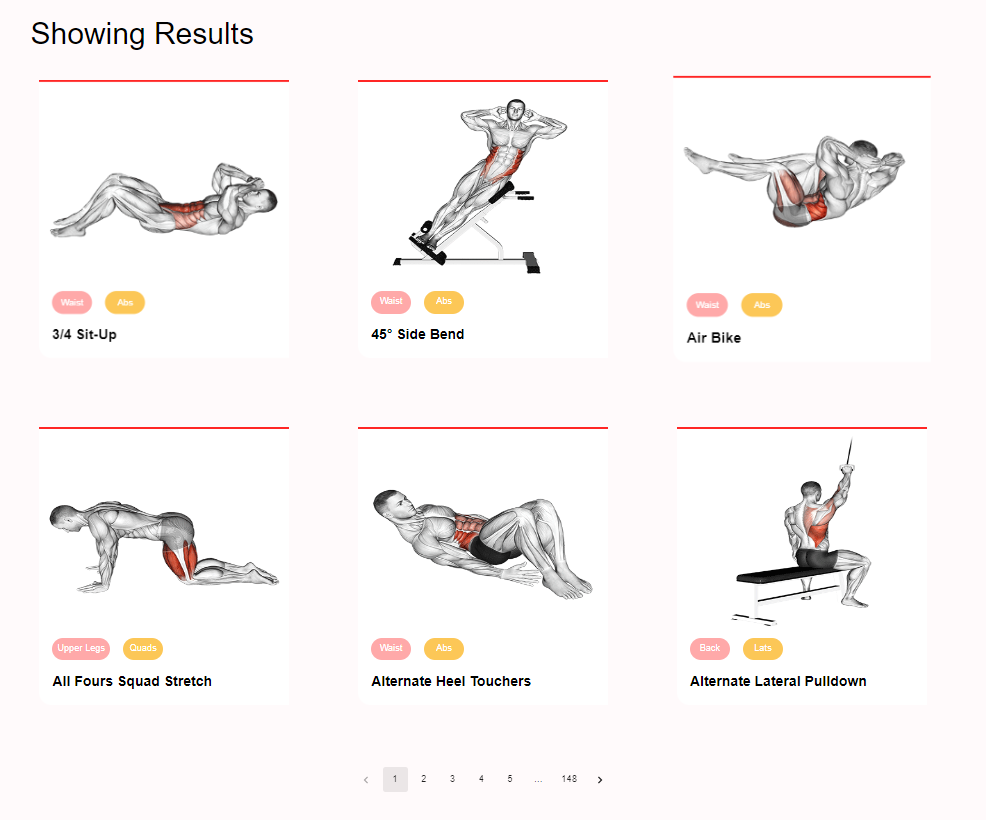 Showing Results
Waist Abs
3/4 Sit-Up
Waist Abs
45° Side Bend
Waist Abs
Air Bike
Upper Legs Quads
All Fours Squad Stretch
Waist Abs
Alternate Heel Touchers
Back Lats
Alternate Lateral Pulldown
‹ 1 2 3 4 5 ... 148 ›